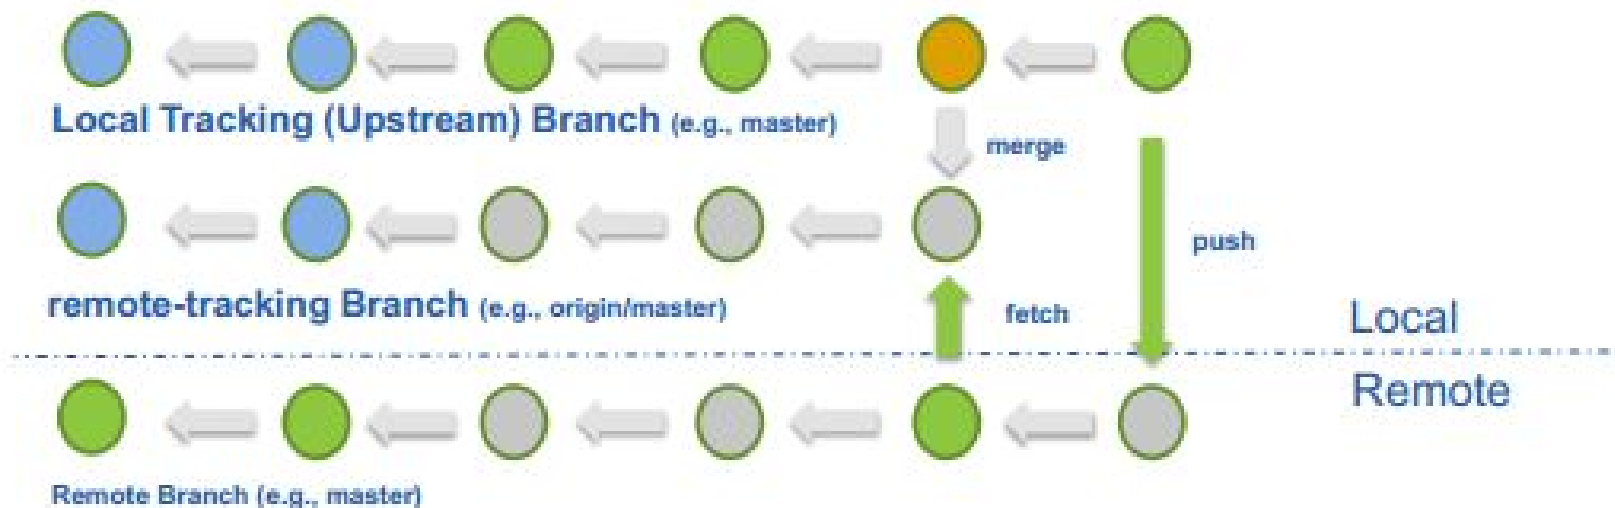 Local Tracking (Upstream) Branch (e.g., master)
merge
push
remote-tracking Branch (e.g., origin/master)
fetch
Local
Remote
Remote Branch (e.g., master)